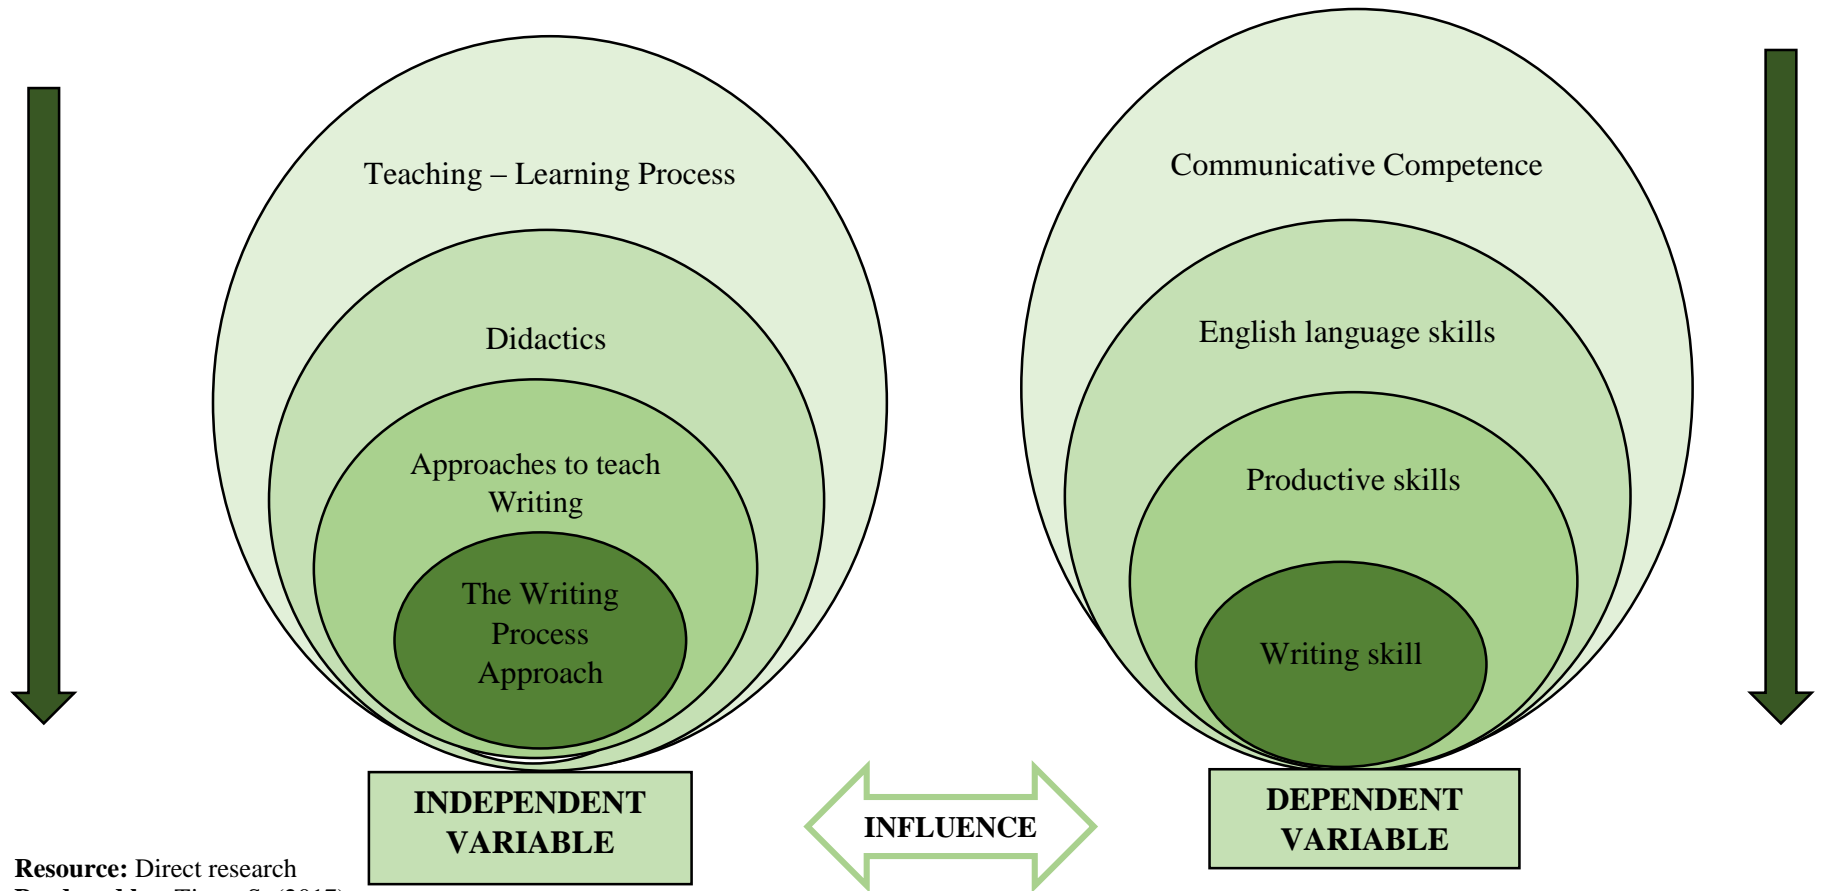 Teaching – Learning Process
Didactics
Approaches to teach
Writing
The Writing
Process
Approach
INDEPENDENT
VARIABLE
Communicative Competence
English language skills
Productive skills
Writing skill
DEPENDENT
VARIABLE
INFLUENCE
Resource: Direct research